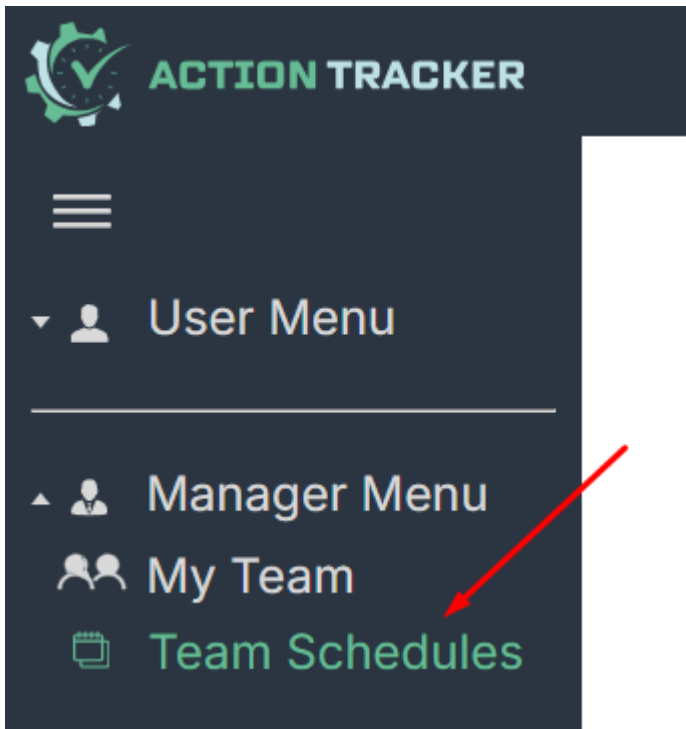 ACTION TRACKER
User Menu
Manager Menu
My Team
Team Schedules